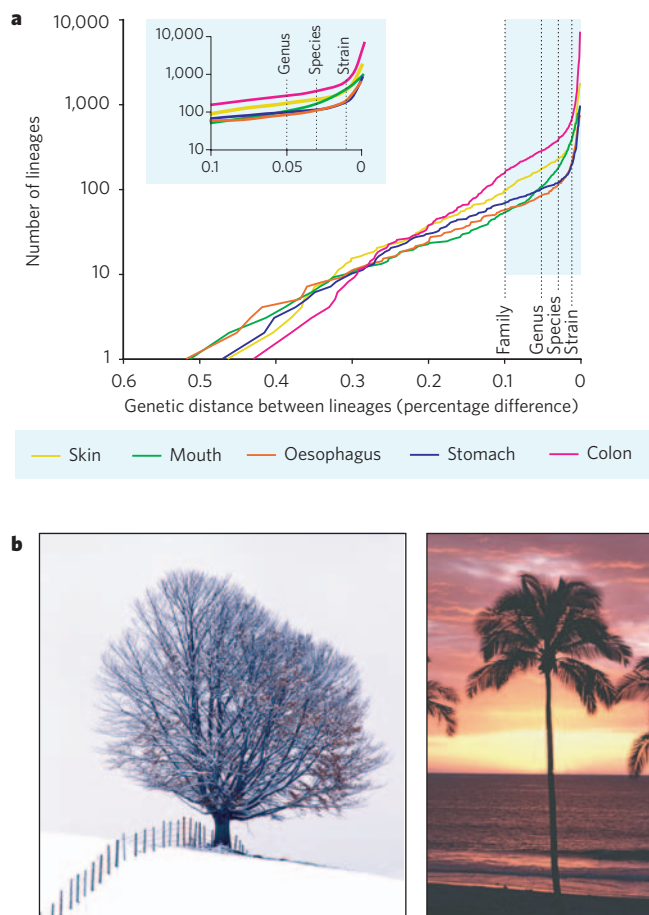 a
10,000
1,000
100
10
1
Number of lineages
10,000
1,000
100
10
Genus
Species
Strain
0.1
0.05
0
Family
Genus
Species
Strain
0.6
0.5
0.4
0.3
0.2
0.1
0
Genetic distance between lineages (percentage difference)
Skin
Mouth
Oesophagus
Stomach
Colon
b